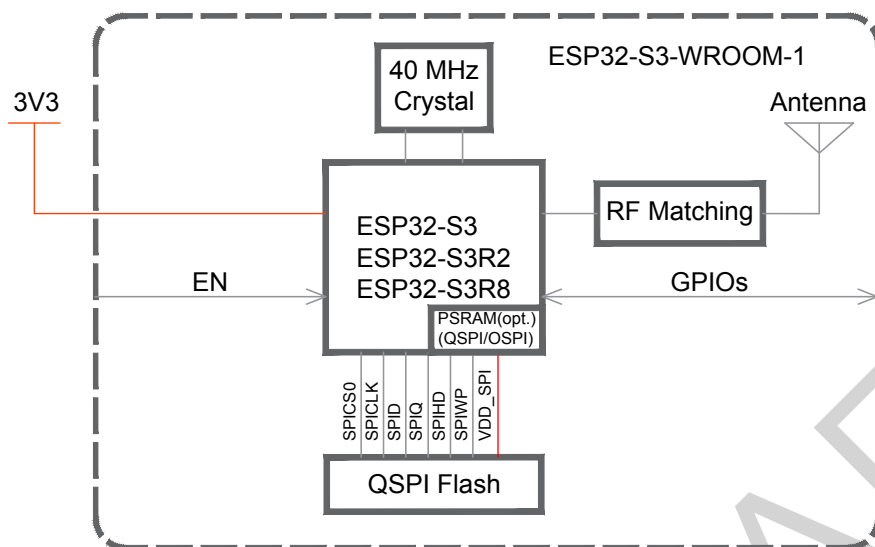 ESP32-S3-WROOM-1
40 MHz
Crystal
3V3
Antenna
RF Matching
ESP32-S3
ESP32-S3R2
ESP32-S3R8
EN
GPIOs
PSRAM(opt.)
(QSPI/OSPI)
SPICS0
SPICLK
SPID
SPIQ
SPIHD
SPIWP
VDD_SPI
QSPI Flash